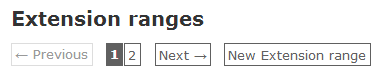 Extension ranges
← Previous 1 2 Next → New Extension range